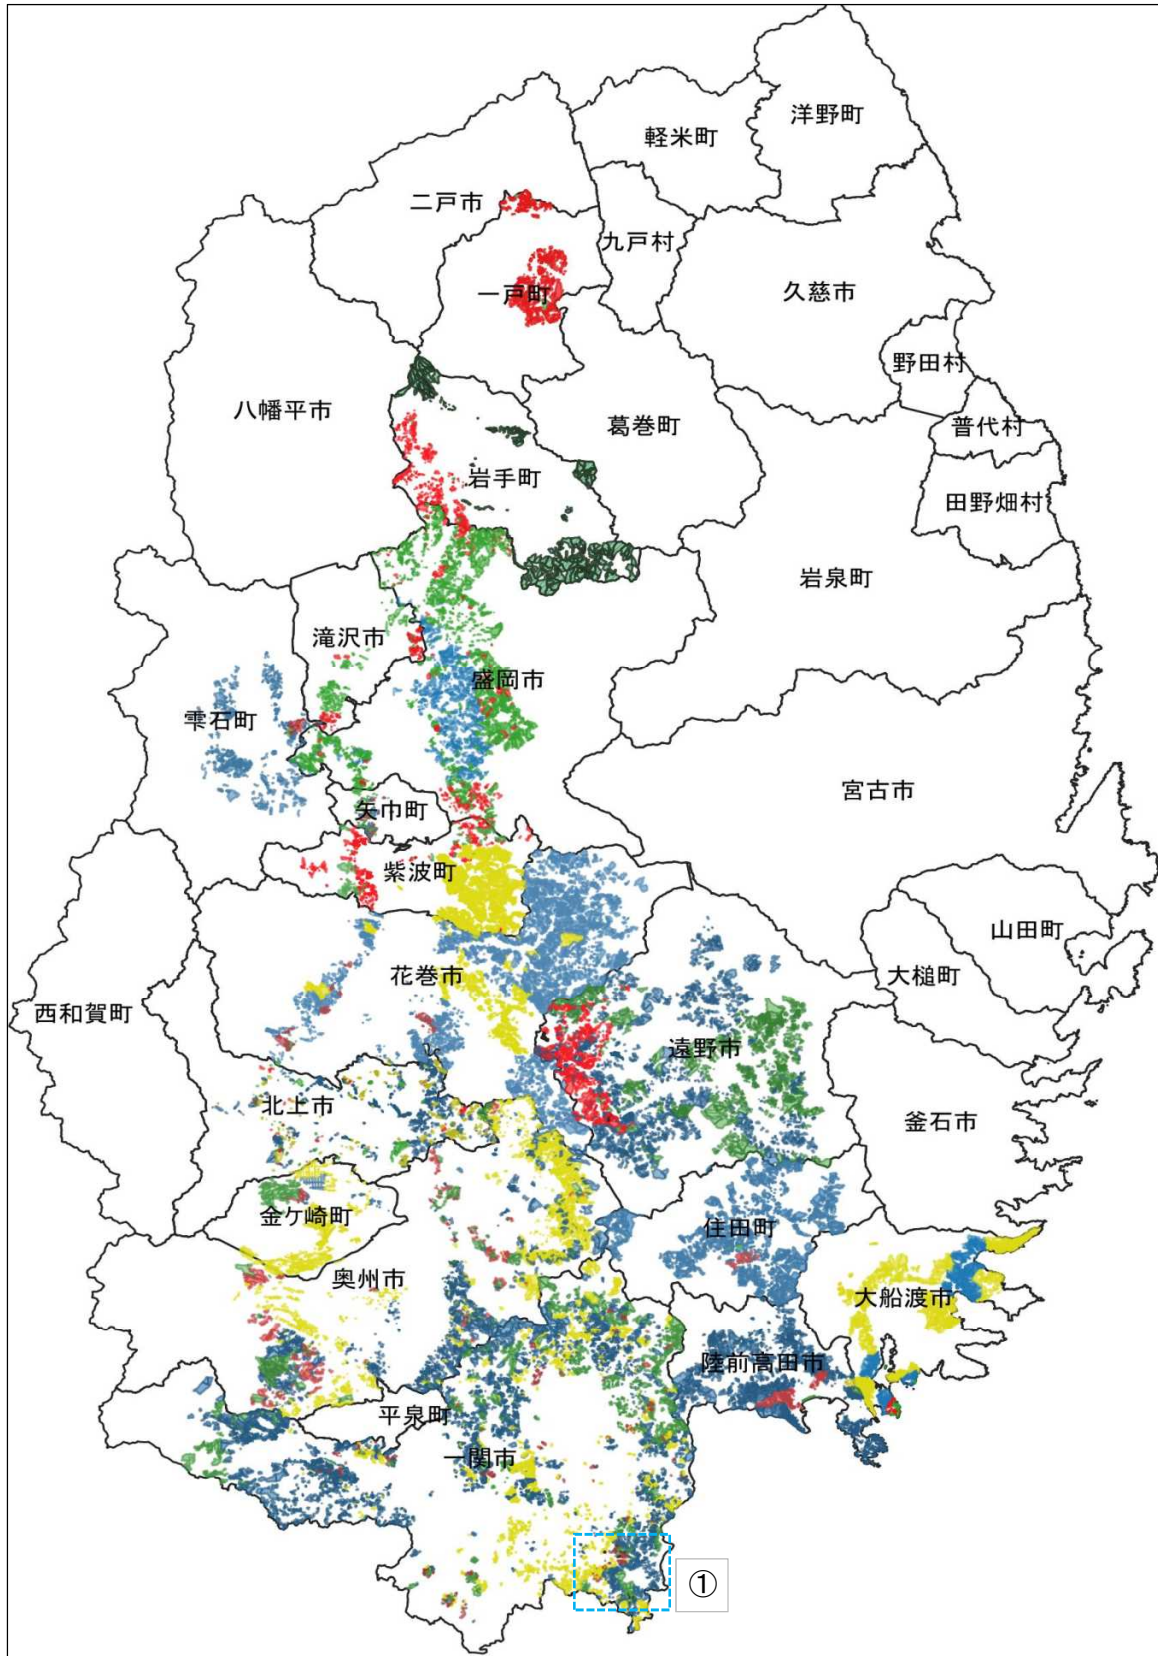 洋野町
軽米町
二戸市
九戸村
一戸町
久慈市
野田村
八幡平市
葛巻町
普代村
岩手町
田野畑村
岩泉町
滝沢市
盛岡市
雫石町
宮古市
矢巾町
紫波町
山田町
大槌町
花巻市
西和賀町
遠野市
北上市
釜石市
金ケ崎町
住田町
奥州市
大船渡市
陸前高田市
平泉町
一関市
①